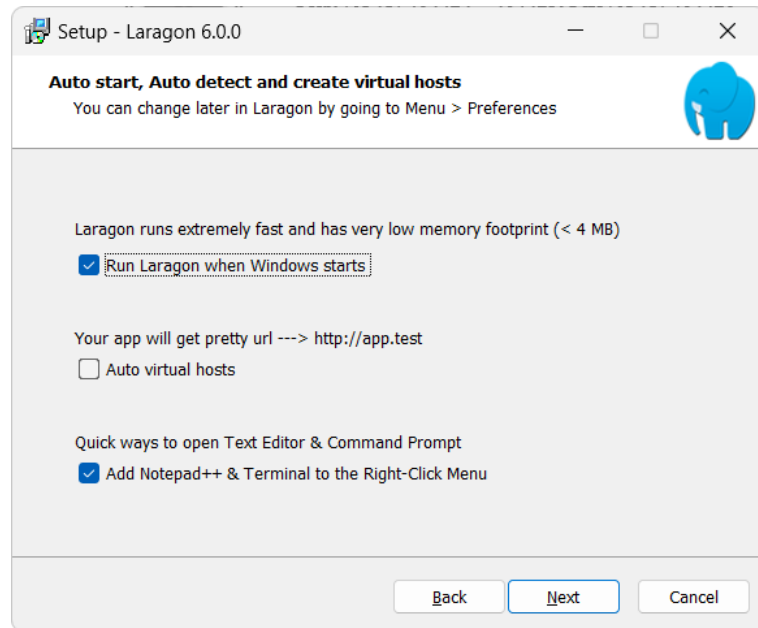 Setup - Laragon 6.0.0
Auto start, Auto detect and create virtual hosts
You can change later in Laragon by going to Menu > Preferences
Laragon runs extremely fast and has very low memory footprint (< 4 MB)
Run Laragon when Windows starts
Your app will get pretty url ---> http://app.test
Auto virtual hosts
Quick ways to open Text Editor & Command Prompt
Add Notepad++ & Terminal to the Right-Click Menu
Back Next Cancel